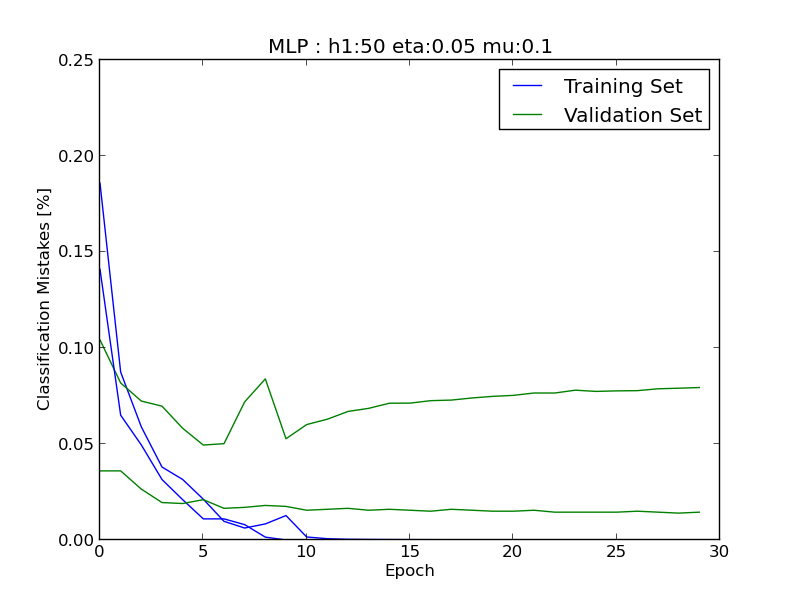 MLP : h1:50 eta:0.05 mu:0.1
Training Set
Validation Set
Classification Mistakes [%]
0.25
0.20
0.15
0.10
0.05
0.00
0 5 10 15 20 25 30
Epoch